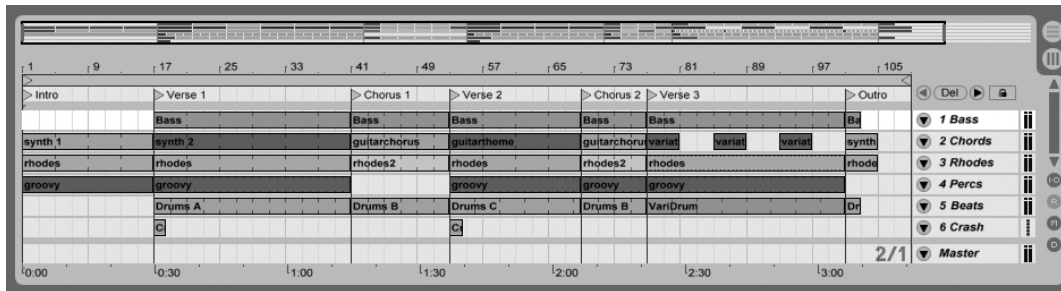 1 9 17 25 33 41 49 57 65 73 81 89 97 105
Intro Verse 1 Chorus 1 Verse 2 Chorus 2 Verse 3 Outro Del
Bass Bass Bass Bass Bass Ba 1 Bass
synth 1 synth 2 guitarchorus guitartheme guitarchorus variat variat variat synth 2 Chords
rhodes rhodes rhodes2 rhodes rhodes2 rhodes rhode 3 Rhodes
groovy groovy groovy groovy groovy 4 Percs
Drums A Drums B Drums C Drums B VariDrum Dr 5 Beats
C 6 Crash
2/1 Master
0:00 0:30 1:00 1:30 2:00 2:30 3:00
I·O
R
M
D